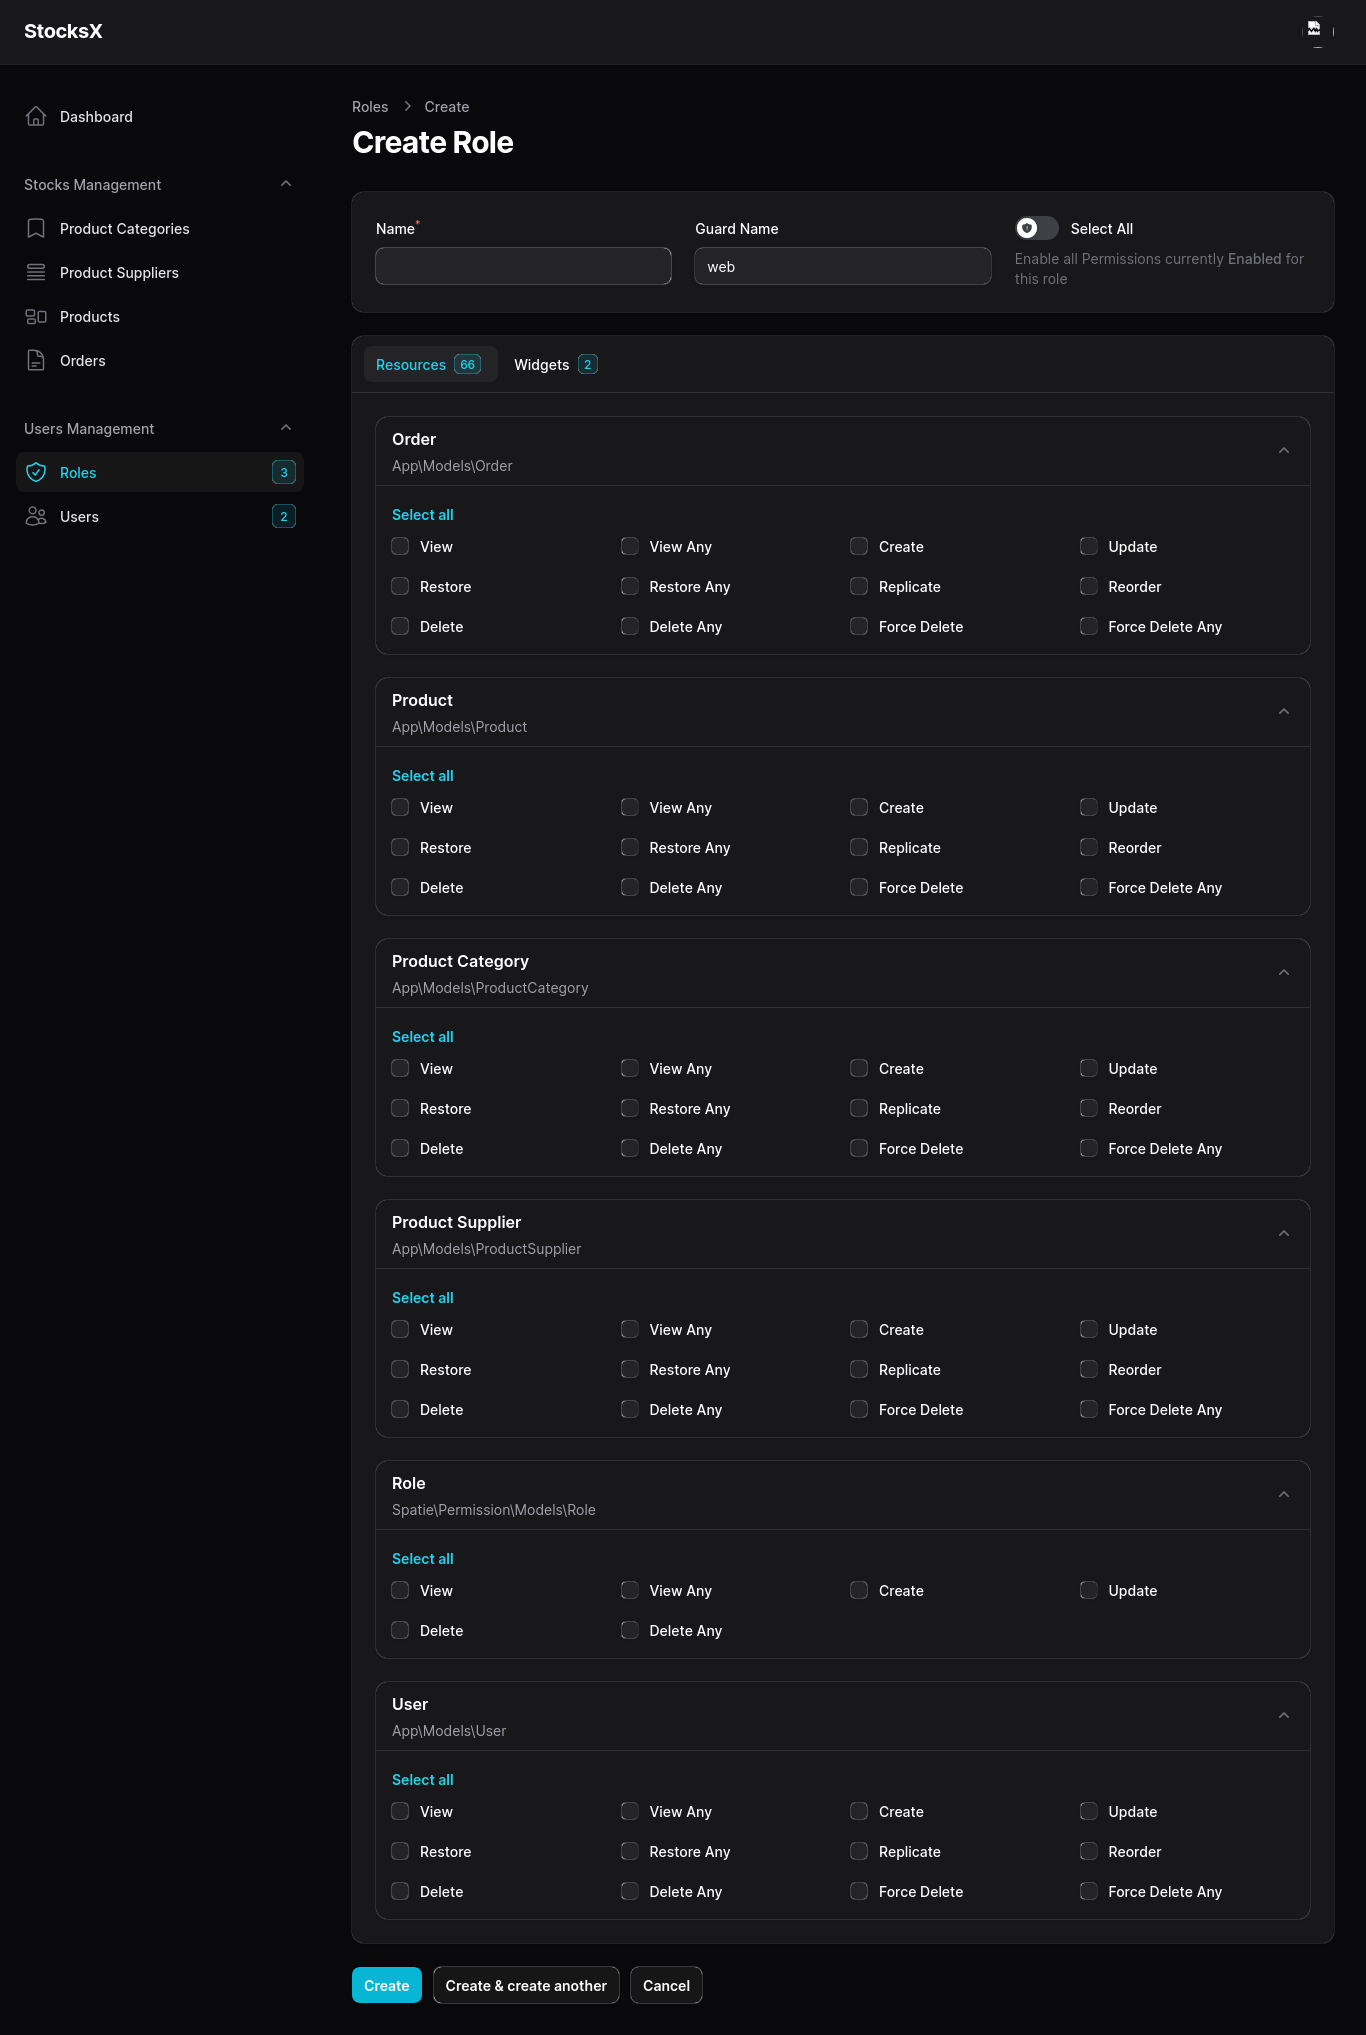 StocksX
Dashboard
Stocks Management
Product Categories
Product Suppliers
Products
Orders
Users Management
Roles 3
Users 2
Roles Create
Create Role
Name*
Guard Name
web
Select All
Enable all Permissions currently Enabled for
this role
Resources 66 Widgets 2
Order
App\Models\Order
Select all
View View Any Create Update
Restore Restore Any Replicate Reorder
Delete Delete Any Force Delete Force Delete Any
Product
App\Models\Product
Select all
View View Any Create Update
Restore Restore Any Replicate Reorder
Delete Delete Any Force Delete Force Delete Any
Product Category
App\Models\ProductCategory
Select all
View View Any Create Update
Restore Restore Any Replicate Reorder
Delete Delete Any Force Delete Force Delete Any
Product Supplier
App\Models\ProductSupplier
Select all
View View Any Create Update
Restore Restore Any Replicate Reorder
Delete Delete Any Force Delete Force Delete Any
Role
Spatie\Permission\Models\Role
Select all
View View Any Create Update
Delete Delete Any
User
App\Models\User
Select all
View View Any Create Update
Restore Restore Any Replicate Reorder
Delete Delete Any Force Delete Force Delete Any
Create Create & create another Cancel